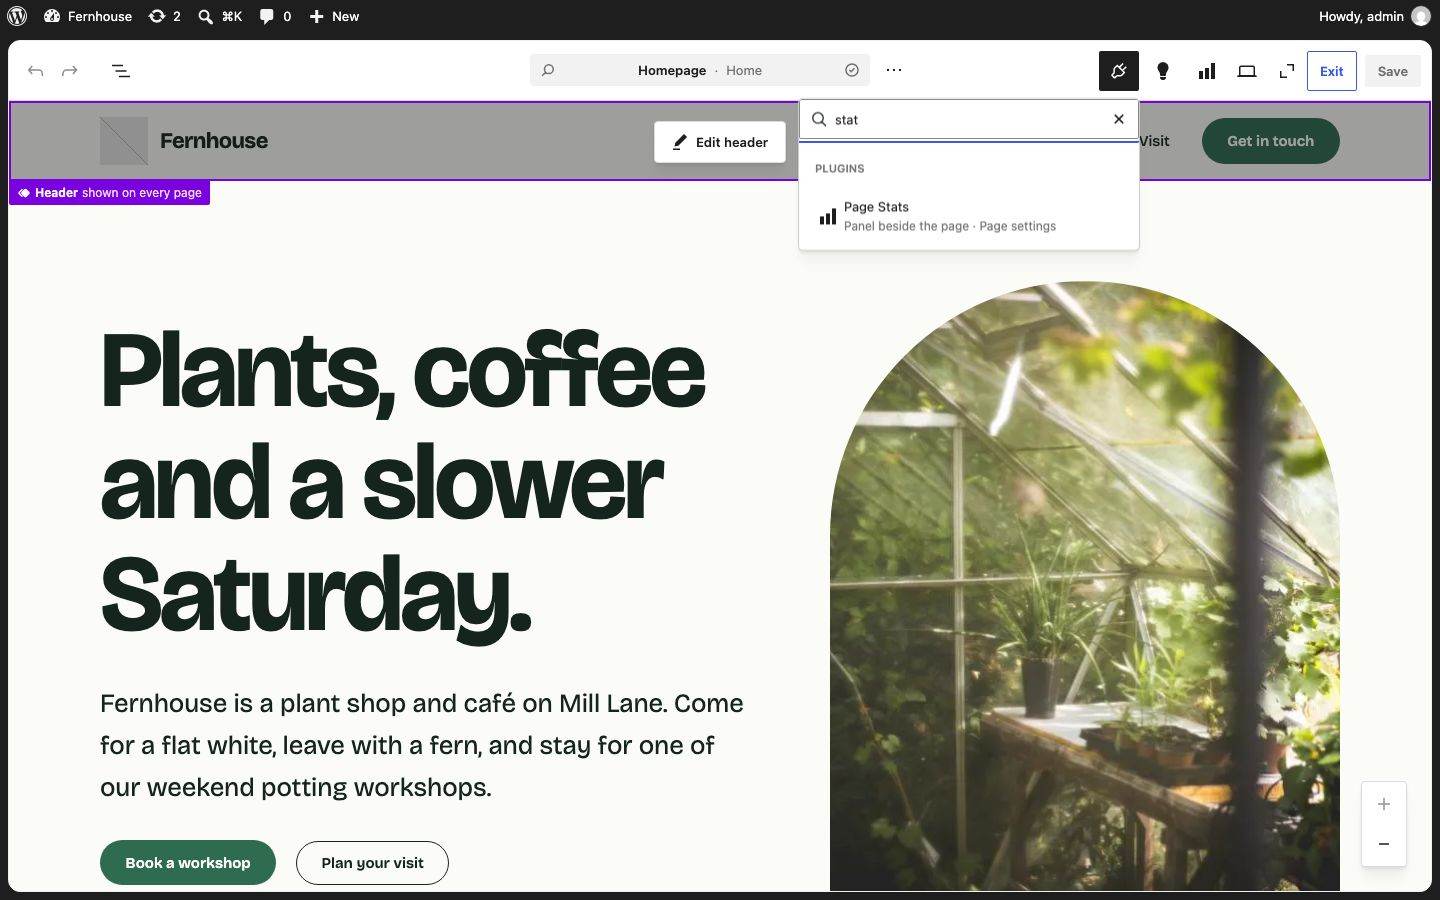 Fernhouse 2 ⌘K 0 New Howdy, admin
Homepage · Home Exit Save
stat
Fernhouse Edit header Visit Get in touch
PLUGINS
Header shown on every page
Page Stats
Panel beside the page · Page settings
Plants, coffee
and a slower
Saturday.
Fernhouse is a plant shop and café on Mill Lane. Come
for a flat white, leave with a fern, and stay for one of
our weekend potting workshops.
Book a workshop Plan your visit